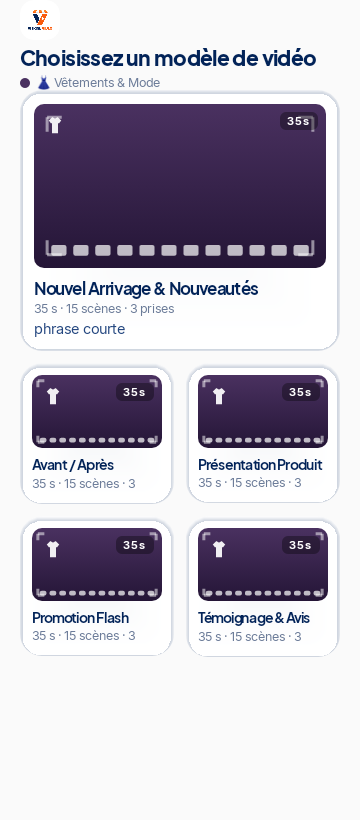 Choisissez un modèle de vidéo
Vêtements & Mode
35s
Nouvel Arrivage & Nouveautés
35 s · 15 scènes · 3 prises
phrase courte
35s
35s
Avant / Après
Présentation Produit
35 s · 15 scènes · 3
35 s · 15 scènes · 3
35s
35s
Promotion Flash
Témoignage & Avis
35 s · 15 scènes · 3
35 s · 15 scènes · 3